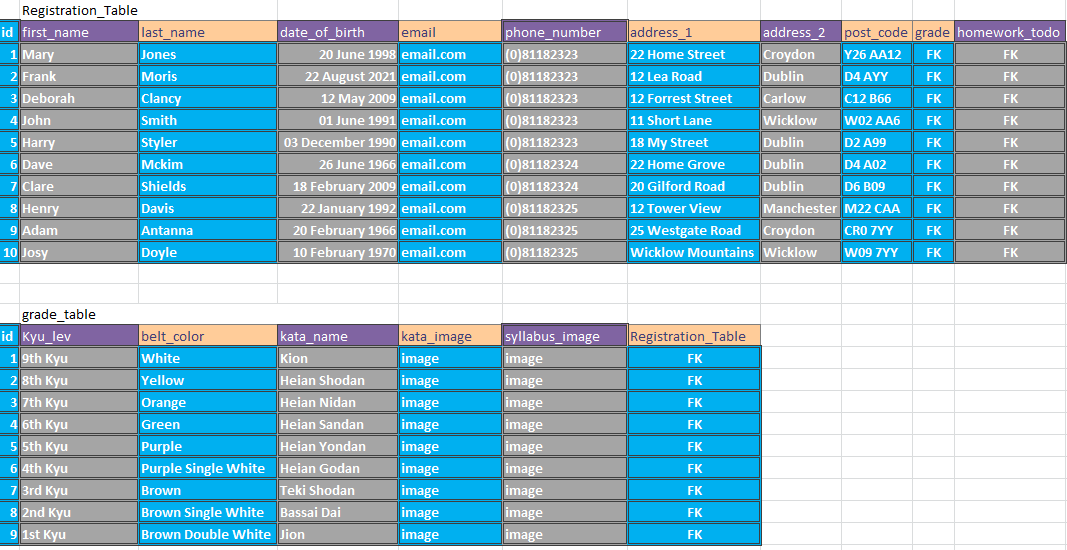 Registration_Table
id first_name last_name date_of_birth email phone_number address_1 address_2 post_code grade homework_todo
1 Mary Jones 20 June 1998 email.com (0)81182323 22 Home Street Croydon Y26 AA12 FK FK
2 Frank Moris 22 August 2021 email.com (0)81182323 12 Lea Road Dublin D4 AYY FK FK
3 Deborah Clancy 12 May 2009 email.com (0)81182323 12 Forrest Street Carlow C12 B66 FK FK
4 John Smith 01 June 1991 email.com (0)81182323 11 Short Lane Wicklow W02 AA6 FK FK
5 Harry Styler 03 December 1990 email.com (0)81182323 18 My Street Dublin D2 A99 FK FK
6 Dave Mckim 26 June 1966 email.com (0)81182324 22 Home Grove Dublin D4 A02 FK FK
7 Clare Shields 18 February 2009 email.com (0)81182324 20 Gilford Road Dublin D6 B09 FK FK
8 Henry Davis 22 January 1992 email.com (0)81182325 12 Tower View Manchester M22 CAA FK FK
9 Adam Antanna 20 February 1966 email.com (0)81182325 25 Westgate Road Croydon CR0 7YY FK FK
10 Josy Doyle 10 February 1970 email.com (0)81182325 Wicklow Mountains Wicklow W09 7YY FK FK
grade_table
id Kyu_lev belt_color kata_name kata_image syllabus_image Registration_Table
1 9th Kyu White Kion image image FK
2 8th Kyu Yellow Heian Shodan image image FK
3 7th Kyu Orange Heian Nidan image image FK
4 6th Kyu Green Heian Sandan image image FK
5 5th Kyu Purple Heian Yondan image image FK
6 4th Kyu Purple Single White Heian Godan image image FK
7 3rd Kyu Brown Teki Shodan image image FK
8 2nd Kyu Brown Single White Bassai Dai image image FK
9 1st Kyu Brown Double White Jion image image FK